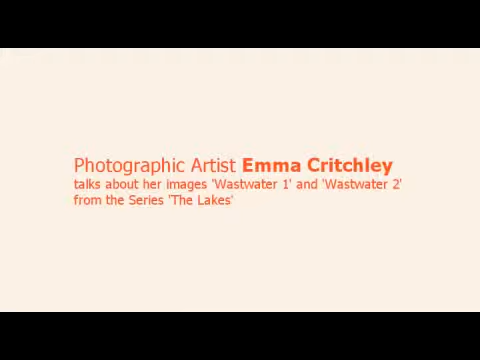 Photographic Artist Emma Critchley
talks about her images 'Wastwater 1' and 'Wastwater 2'
from the Series 'The Lakes'